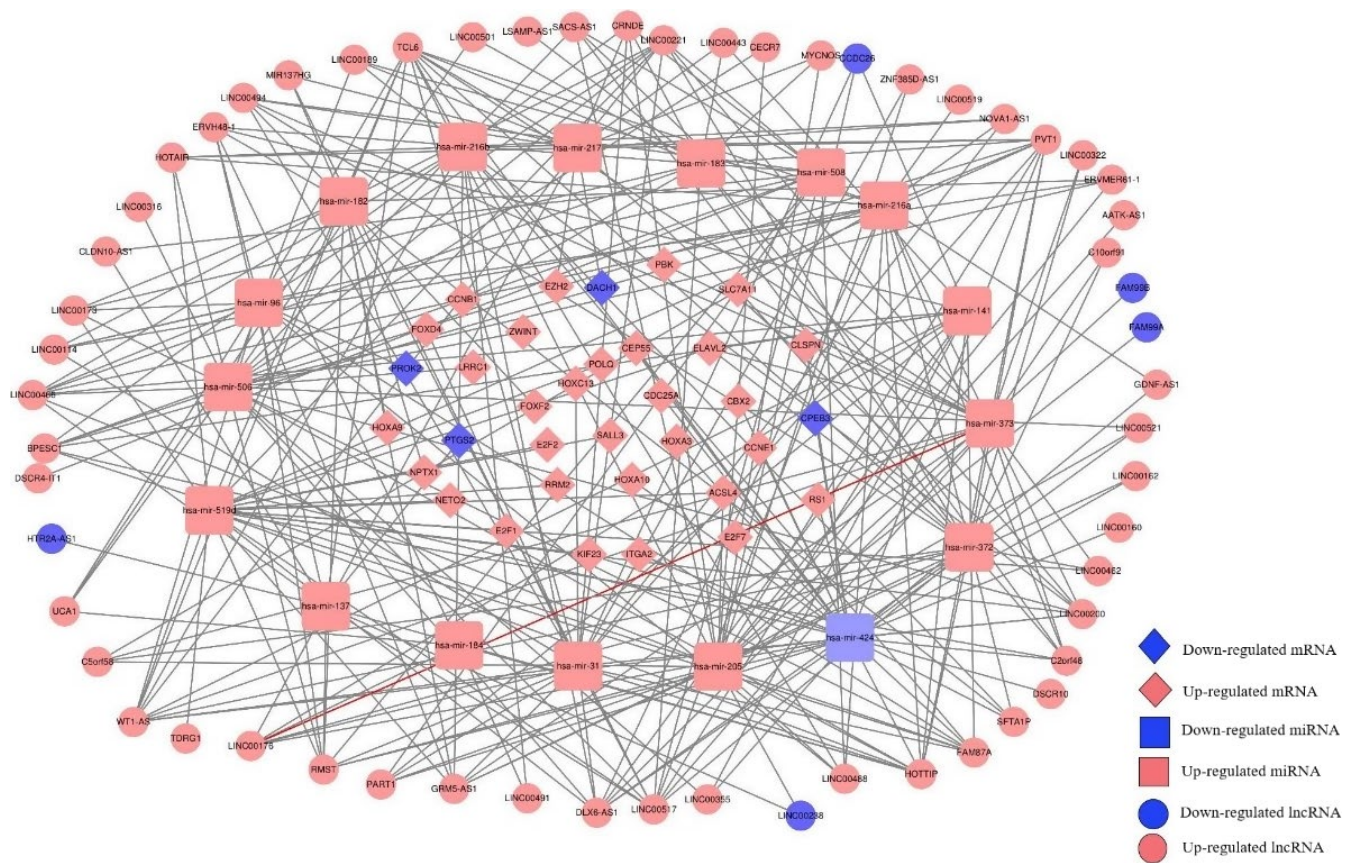 CRNDE
SACS-AS1
LSAMP-AS1
LINC00501
LINC00221
LINC00443
CECR7
MYCNOS
CCDC26
TCL6
LINC00189
MIR137HG
ZNF385D-AS1
LINC00494
LINC00519
NOVA1-AS1
ERVH48-1
PVT1
HOTAIR
LINC00322
ERVMER61-1
hsa-mir-216b
hsa-mir-217
hsa-mir-183
hsa-mir-508
hsa-mir-182
hsa-mir-216a
LINC00316
AATK-AS1
CLDN10-AS1
C10orf91
PBK
EZH2
DACH1
SLC7A11
FAM99B
CCNB1
hsa-mir-96
hsa-mir-141
LINC00173
FOXD4
ZWINT
FAM99A
LINC00114
CEP55
ELAVL2
CLSPN
PROK2
LRRC1
POLQ
HOXC13
hsa-mir-506
GDNF-AS1
CDC25A
CBX2
FOXF2
CPEB3
hsa-mir-373
HOXA9
PTGS2
E2F2
SALL3
HOXA3
CCNE1
LINC00521
BPESC1
DSCR4-IT1
NPTX1
RRM2
HOXA10
LINC00162
NETO2
ACSL4
RS1
hsa-mir-519d
LINC00160
HTR2A-AS1
E2F1
E2F7
KIF23
ITGA2
hsa-mir-372
LINC00462
UCA1
hsa-mir-137
LINC00200
hsa-mir-184
hsa-mir-424
C5orf58
hsa-mir-31
hsa-mir-205
C2orf48
DSCR10
WT1-AS
SFTA1P
TDRG1
LINC00176
FAM87A
RMST
HOTTIP
PART1
GRM5-AS1
LINC00488
LINC00491
LINC00355
DLX6-AS1
LINC00517
LINC00238
Down-regulated mRNA
Up-regulated mRNA
Down-regulated miRNA
Up-regulated miRNA
Down-regulated lncRNA
Up-regulated lncRNA